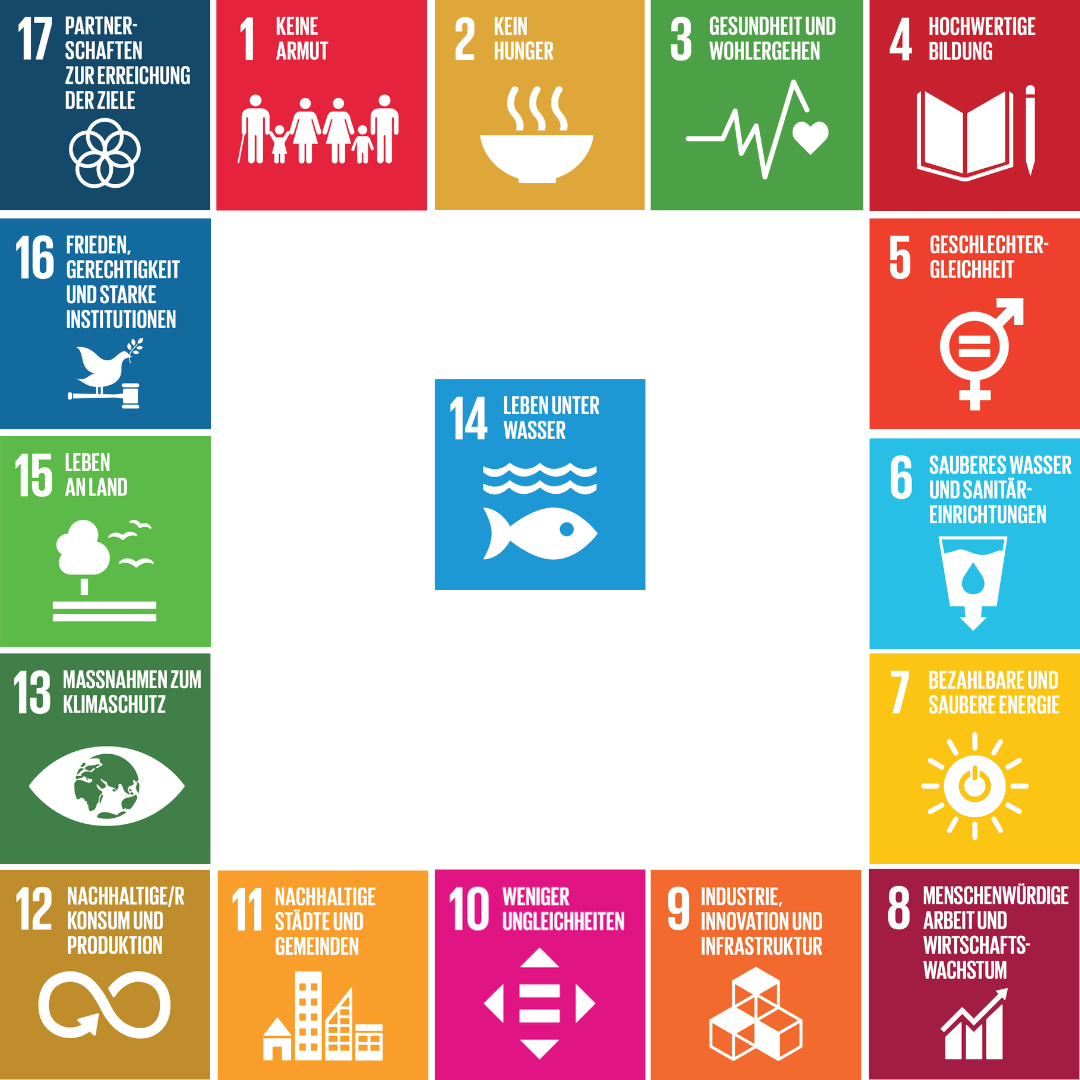 17 PARTNER-
SCHAFTEN
ZUR ERREICHUNG
DER ZIELE
1 KEINE
ARMUT
2 KEIN
HUNGER
3 GESUNDHEIT UND
WOHLERGEHEN
4 HOCHWERTIGE
BILDUNG
16 FRIEDEN,
GERECHTIGKEIT
UND STARKE
INSTITUTIONEN
5 GESCHLECHTER-
GLEICHHEIT
14 LEBEN UNTER
WASSER
15 LEBEN
AN LAND
6 SAUBERES WASSER
UND SANITÄR-
EINRICHTUNGEN
13 MASSNAHMEN ZUM
KLIMASCHUTZ
7 BEZAHLBARE UND
SAUBERE ENERGIE
12 NACHHALTIGE/R
KONSUM UND
PRODUKTION
11 NACHHALTIGE
STÄDTE UND
GEMEINDEN
10 WENIGER
UNGLEICHHEITEN
9 INDUSTRIE,
INNOVATION UND
INFRASTRUKTUR
8 MENSCHENWÜRDIGE
ARBEIT UND
WIRTSCHAFTS-
WACHSTUM